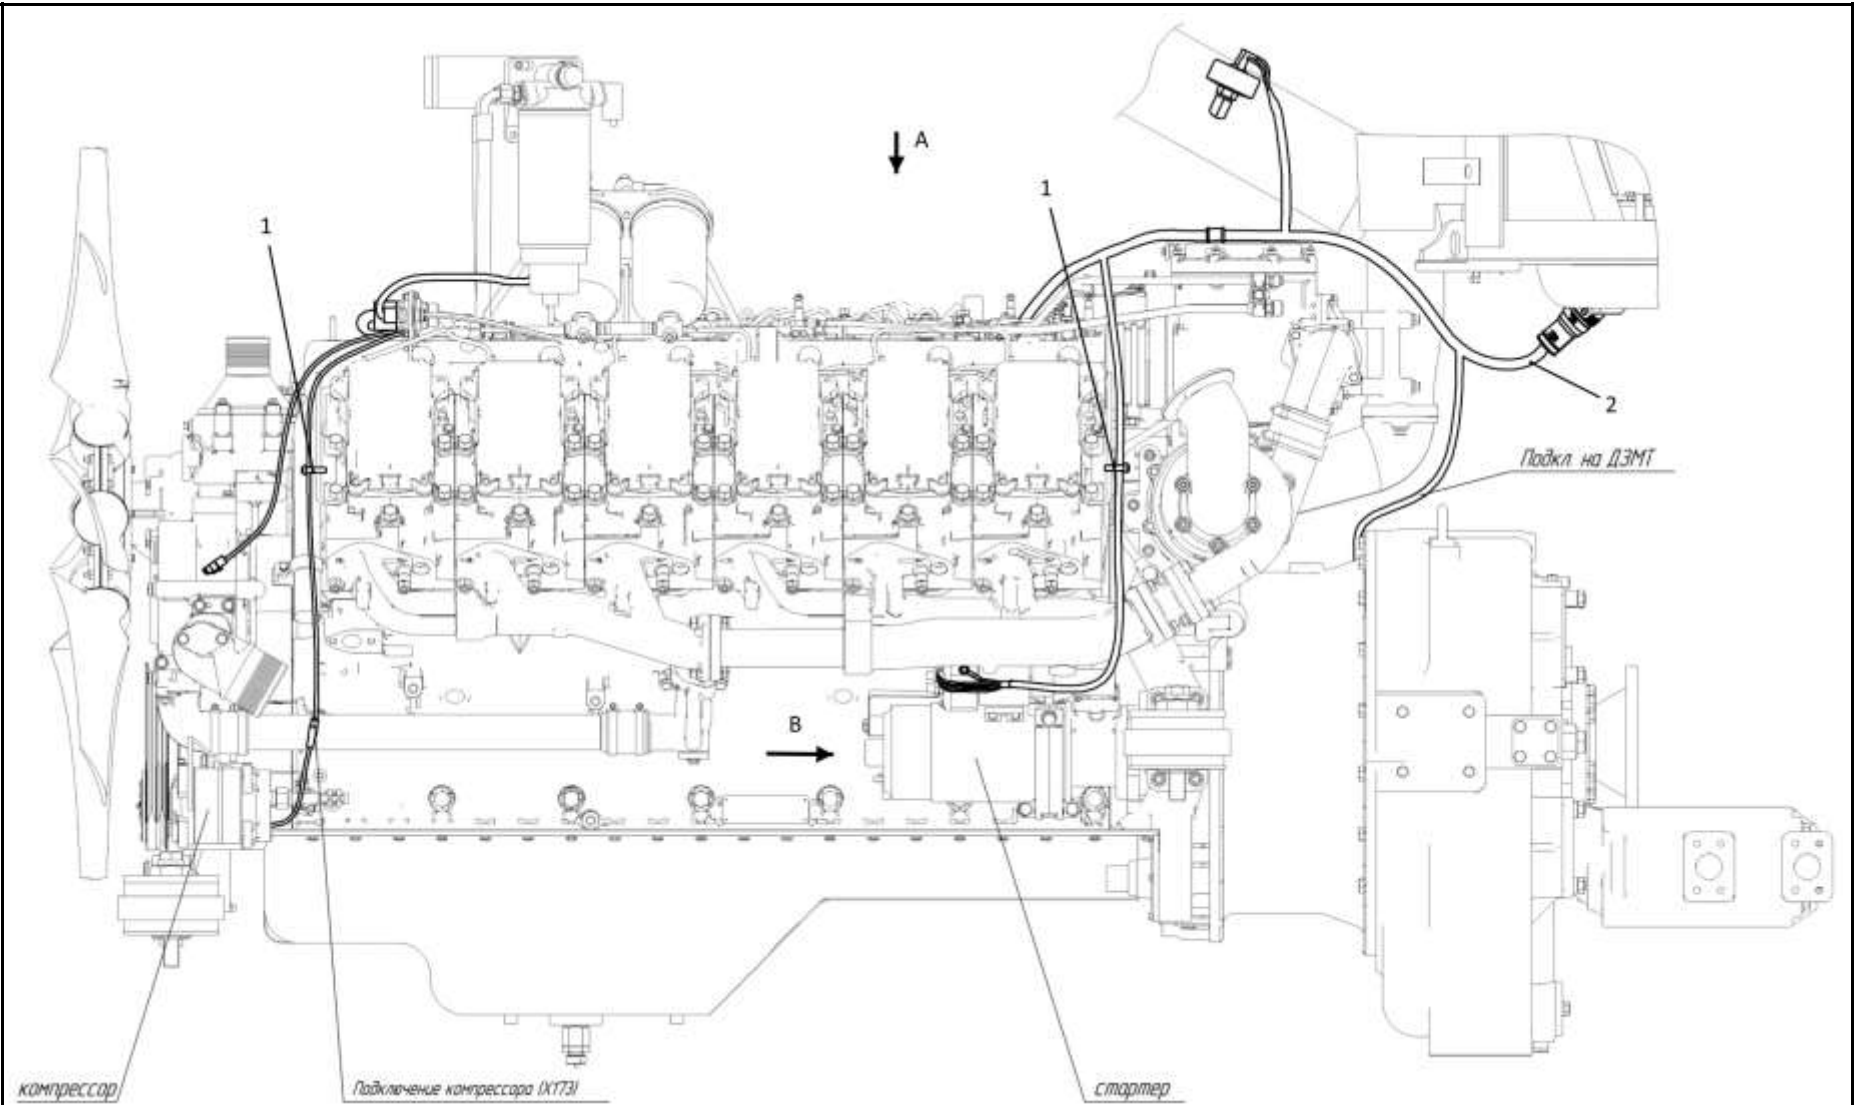 A
1
1
2
Подкл. на ДЗМТ
B
компрессор
Подключение компрессора (X173)
стартер